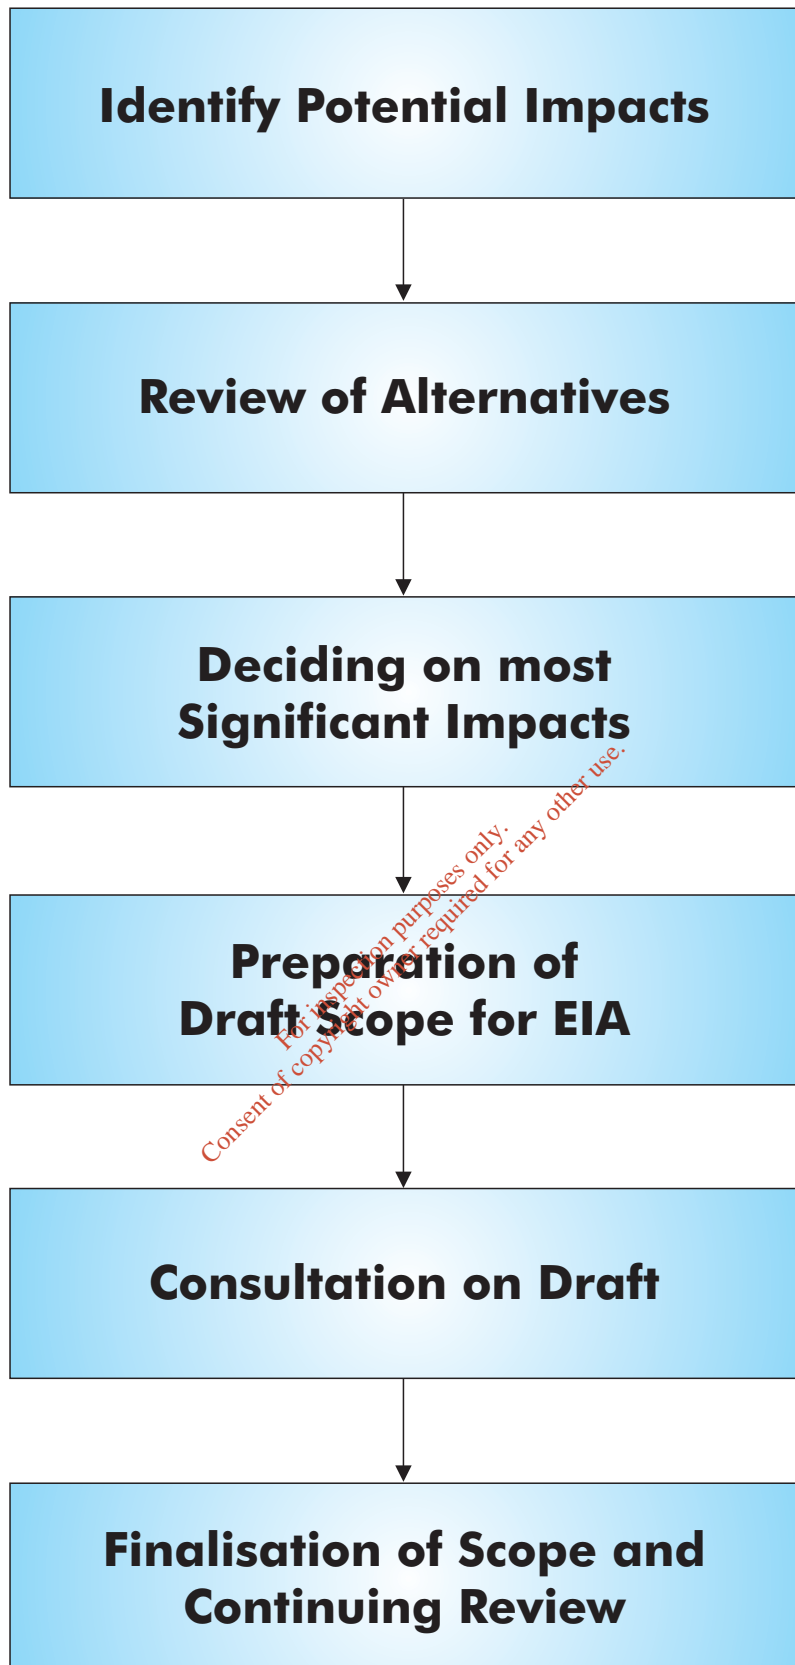 Identify Potential Impacts
Review of Alternatives
Deciding on most
Significant Impacts
For inspection purposes only.
Consent of copyright owner required for any other use.
Preparation of
Draft Scope for EIA
Consultation on Draft
Finalisation of Scope and
Continuing Review